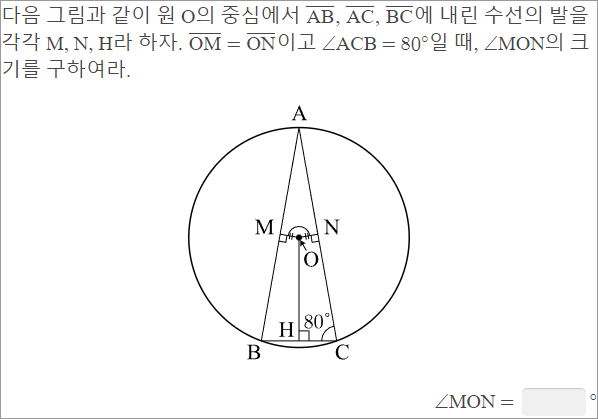 다음 그림과 같이 원 O의 중심에서 AB, AC, BC에 내린 수선의 발을
각각 M, N, H라 하자. OM = ON이고 ∠ACB = 80°일 때, ∠MON의 크
기를 구하여라.
A
M
N
O
H
80°
B
C
∠MON = °